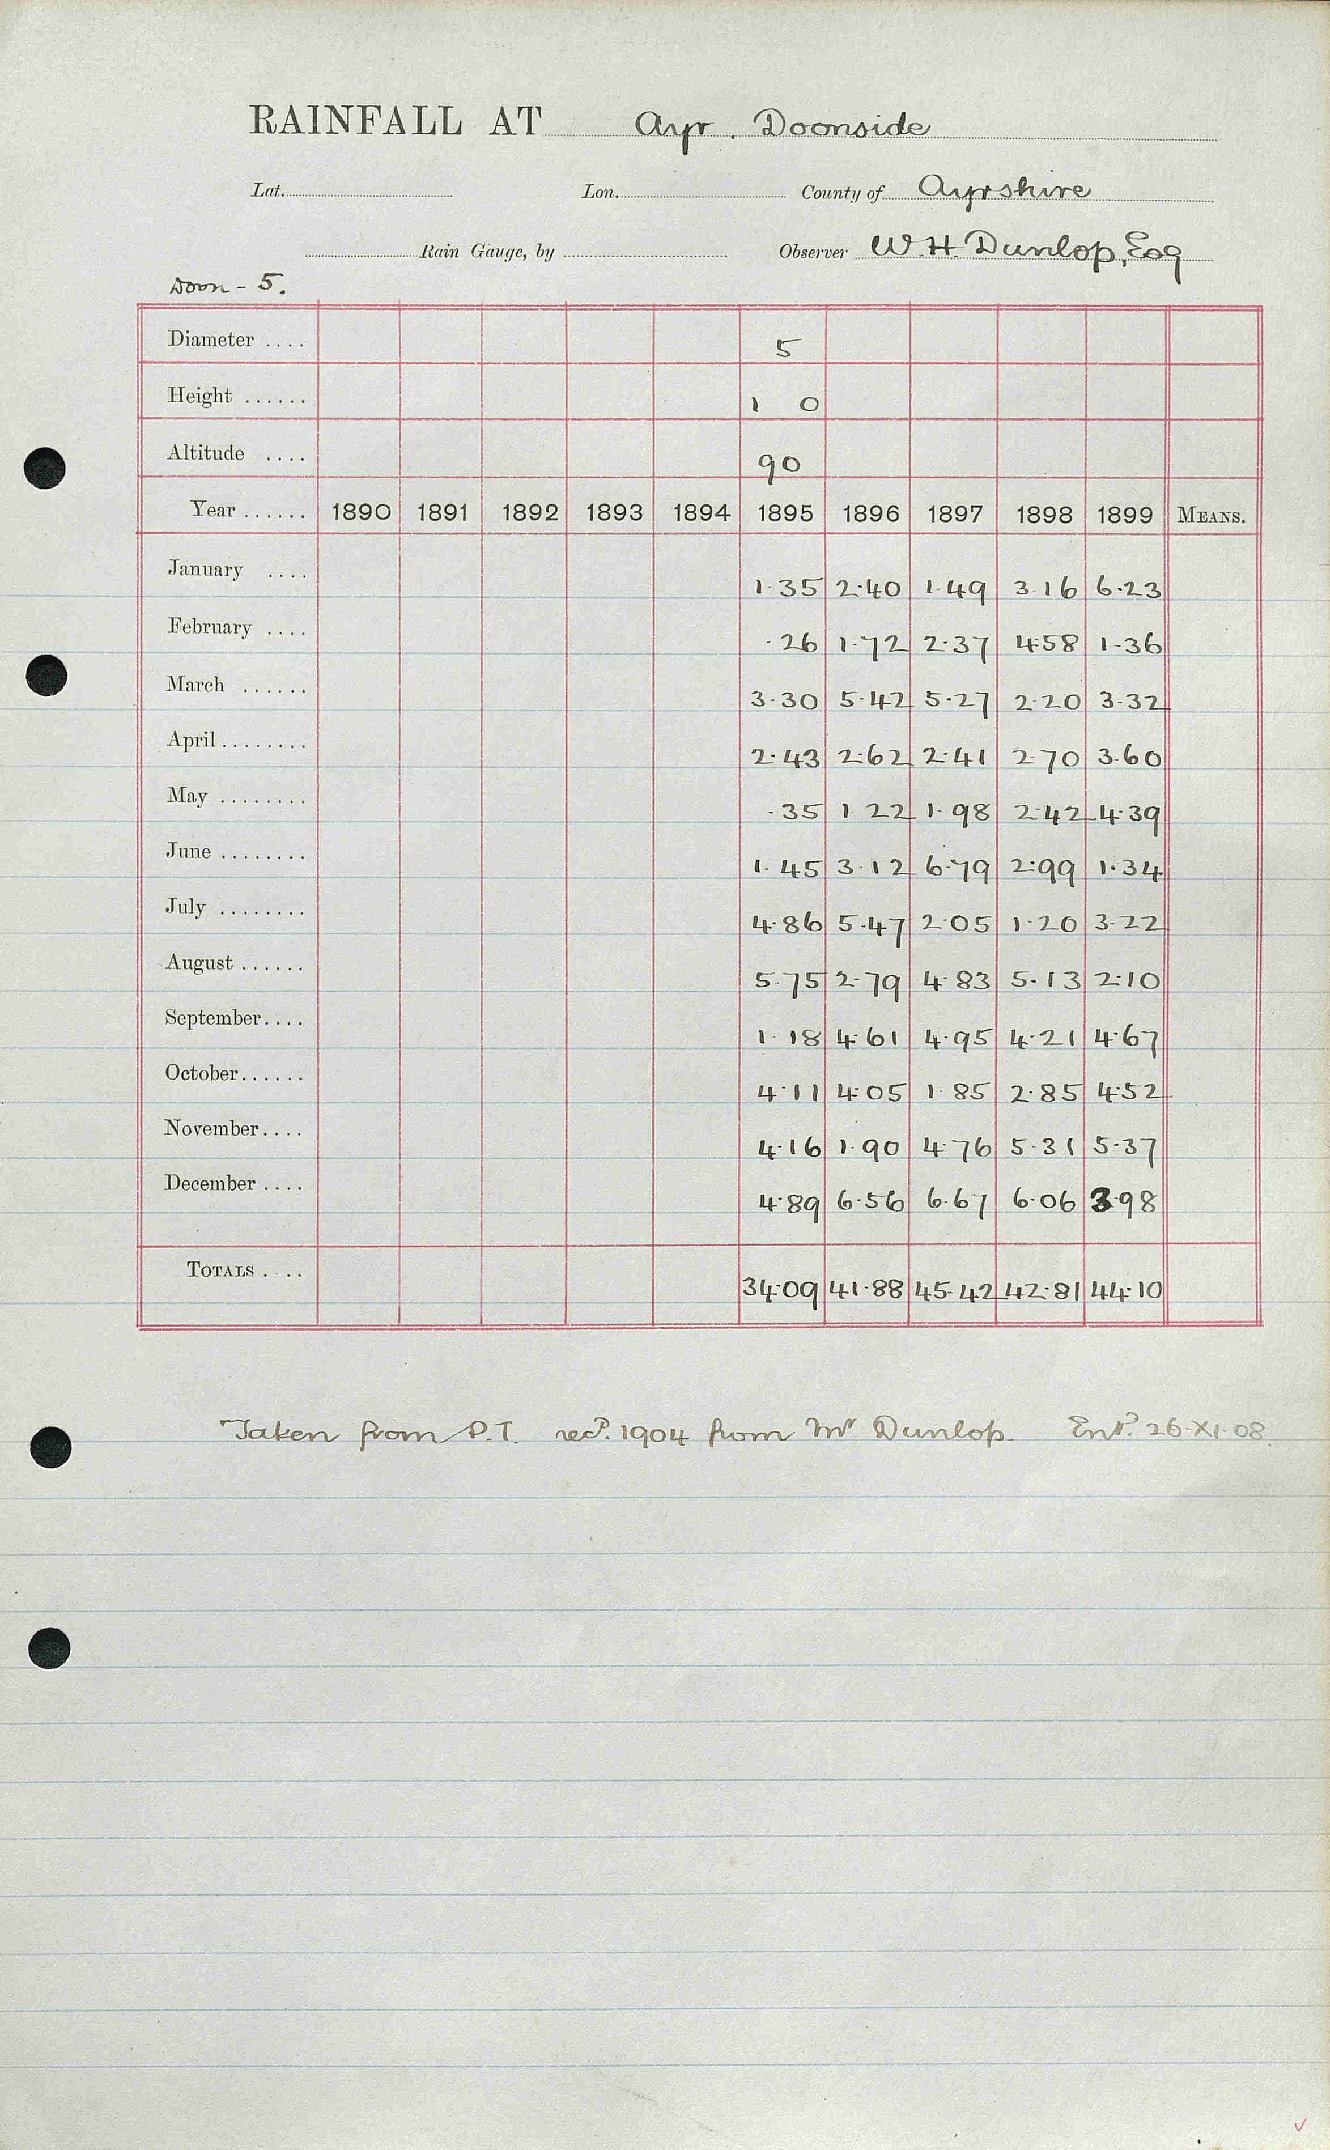 RAINFALL AT Ayr. Doonside
Lat. Lon. County of Ayrshire
Rain Gauge, by Observer W.H. Dunlop, Esq
Doon - 5.
Diameter .... 5
Height ...... 1 0
Altitude .... 90
Year ...... 1890 1891 1892 1893 1894 1895 1896 1897 1898 1899 MEANS.
January .... 1.35 2.40 1.49 3.16 6.23
February .... .26 1.72 2.37 4.58 1.36
March ...... 3.30 5.42 5.27 2.20 3.32
April ........ 2.43 2.62 2.41 2.70 3.60
May ........ .35 1.22 1.98 2.42 4.39
June ........ 1.45 3.12 6.79 2.99 1.34
July ........ 4.86 5.47 2.05 1.20 3.22
August ...... 5.75 2.79 4.83 5.13 2.10
September.... 1.18 4.61 4.95 4.21 4.67
October...... 4.11 4.05 1.85 2.85 4.52
November.... 4.16 1.90 4.76 5.31 5.37
December .... 4.89 6.56 6.67 6.06 3.98
TOTALS .... 34.09 41.88 45.42 42.81 44.10
Taken from P.T. recd. 1904 from Mr Dunlop. Entd. 26.XI.08